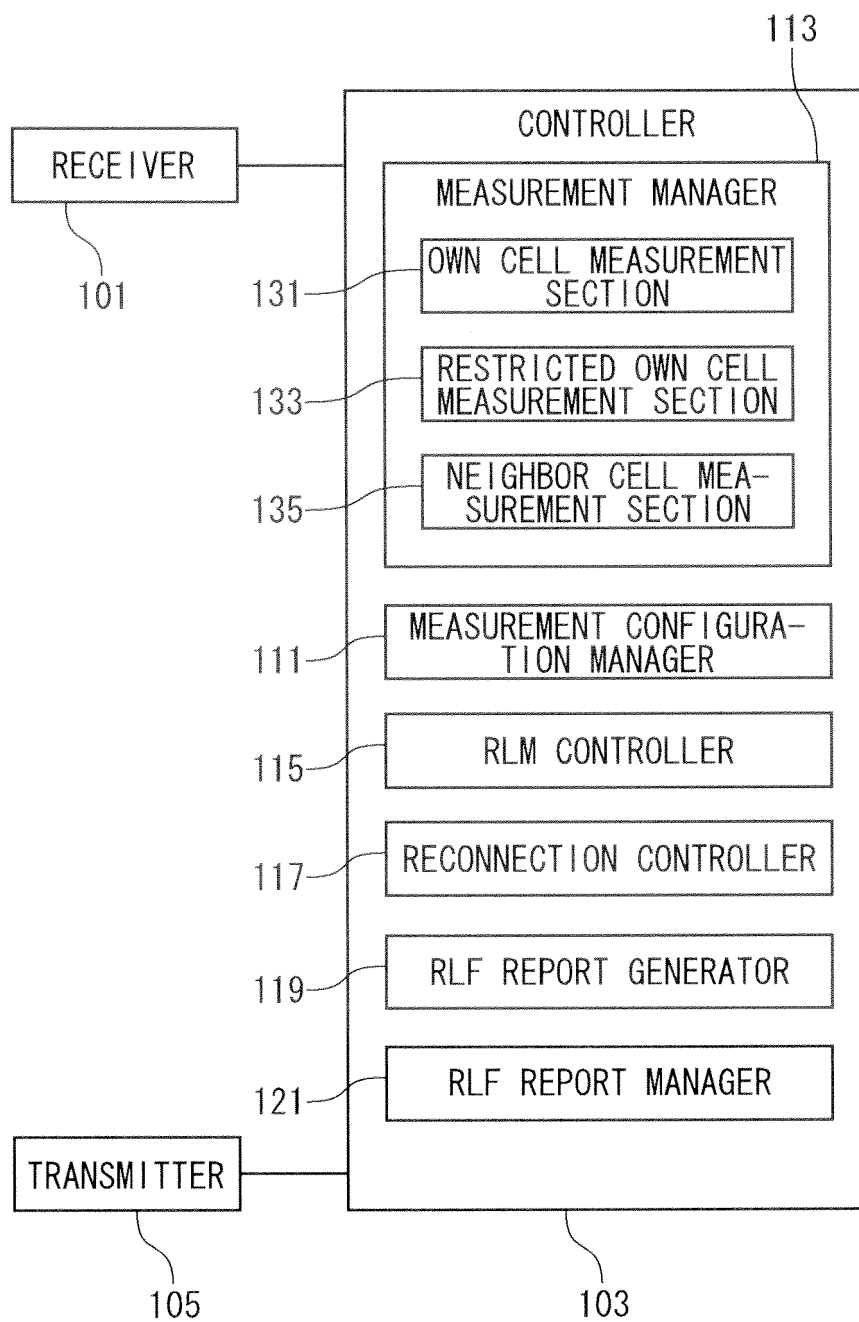 113
CONTROLLER
RECEIVER
101
MEASUREMENT MANAGER
OWN CELL MEASUREMENT
SECTION
131
RESTRICTED OWN CELL
MEASUREMENT SECTION
133
NEIGHBOR CELL MEA-
SUREMENT SECTION
135
MEASUREMENT CONFIGURA-
TION MANAGER
111
RLM CONTROLLER
115
RECONNECTION CONTROLLER
117
RLF REPORT GENERATOR
119
RLF REPORT MANAGER
121
TRANSMITTER
105
103